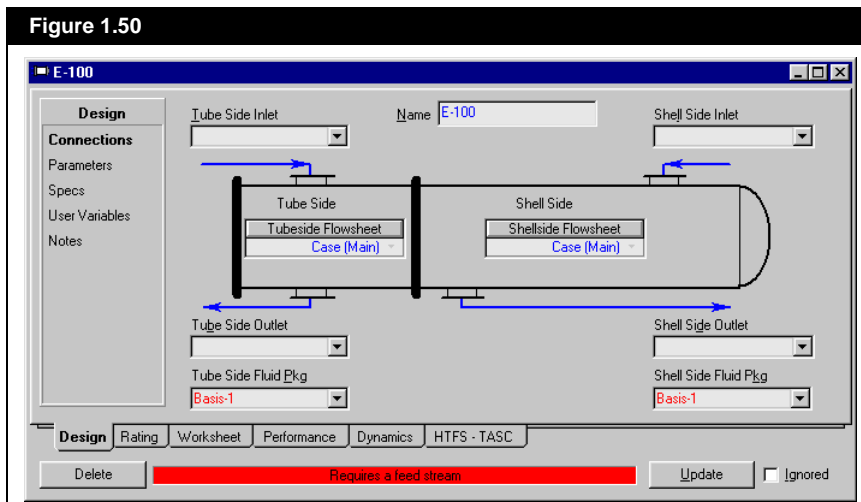 Figure 1.50
E-100
Design
Connections
Parameters
Specs
User Variables
Notes
Tube Side Inlet
Name E-100
Shell Side Inlet
Tube Side
Shell Side
Tubeside Flowsheet
Case (Main)
Shellside Flowsheet
Case (Main)
Tube Side Outlet
Shell Side Outlet
Tube Side Fluid Pkg
Basis-1
Shell Side Fluid Pkg
Basis-1
Design Rating Worksheet Performance Dynamics HTFS - TASC
Delete Requires a feed stream Update Ignored